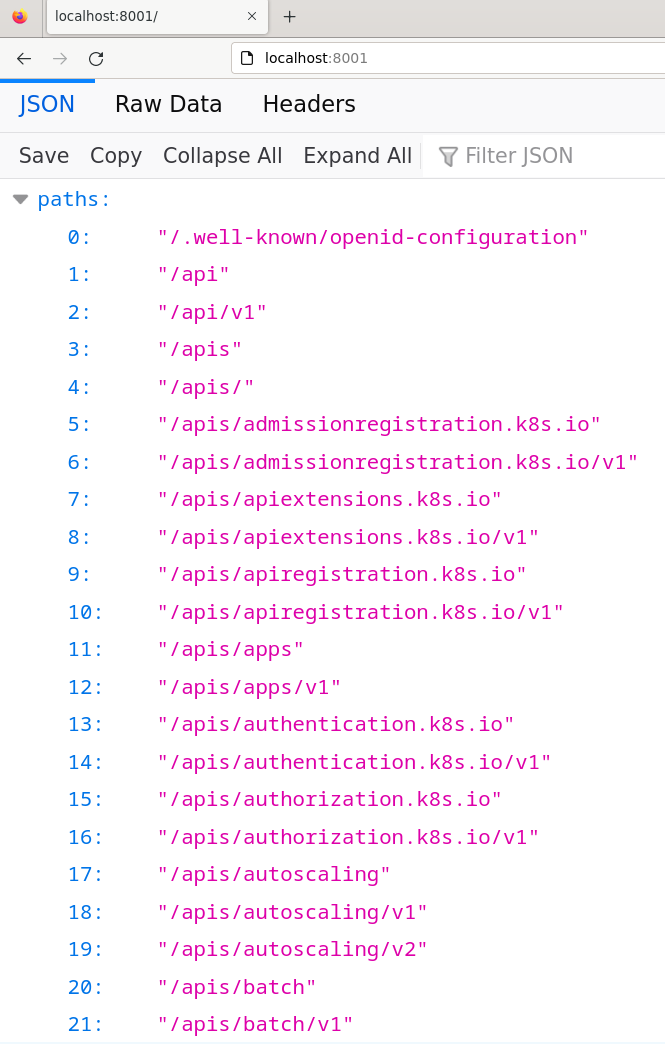 localhost:8001/
localhost:8001
JSON Raw Data Headers
Save Copy Collapse All Expand All Filter JSON
paths:
0: "/.well-known/openid-configuration"
1: "/api"
2: "/api/v1"
3: "/apis"
4: "/apis/"
5: "/apis/admissionregistration.k8s.io"
6: "/apis/admissionregistration.k8s.io/v1"
7: "/apis/apiextensions.k8s.io"
8: "/apis/apiextensions.k8s.io/v1"
9: "/apis/apiregistration.k8s.io"
10: "/apis/apiregistration.k8s.io/v1"
11: "/apis/apps"
12: "/apis/apps/v1"
13: "/apis/authentication.k8s.io"
14: "/apis/authentication.k8s.io/v1"
15: "/apis/authorization.k8s.io"
16: "/apis/authorization.k8s.io/v1"
17: "/apis/autoscaling"
18: "/apis/autoscaling/v1"
19: "/apis/autoscaling/v2"
20: "/apis/batch"
21: "/apis/batch/v1"